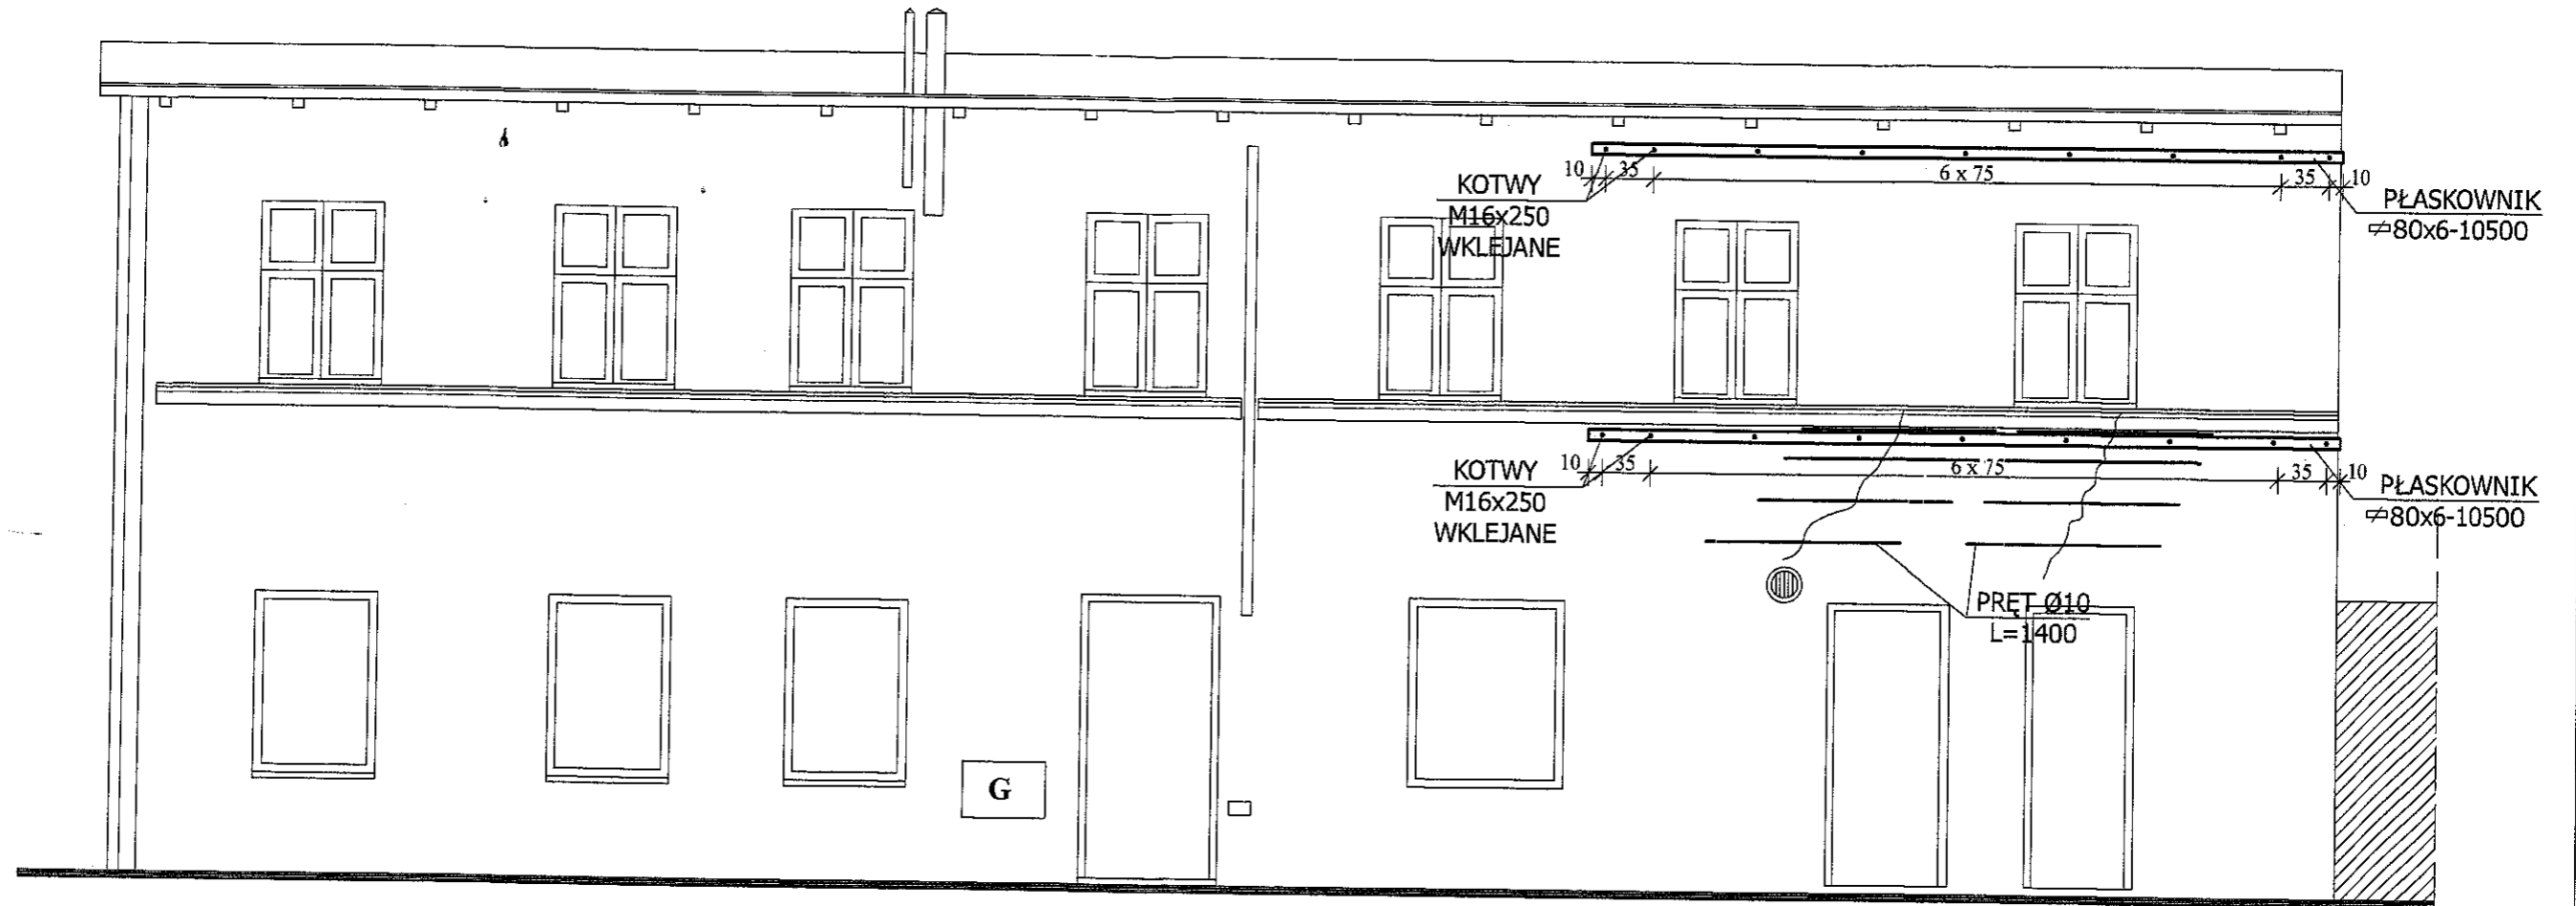 10
35
6 x 75
35
10
KOTWY
M16x250
WKLEJANE
PŁASKOWNIK
80x6-10500
10
35
6 x 75
35
10
KOTWY
M16x250
WKLEJANE
PŁASKOWNIK
80x6-10500
PRĘT Ø10
L=1400
G